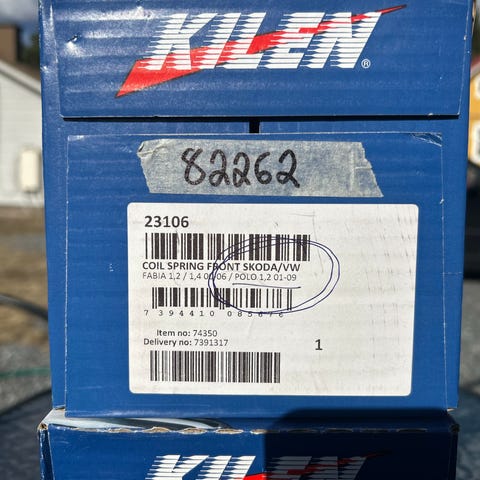 KILEN®
82262
23106
COIL SPRING FRONT SKODA/VW
FABIA 1,2 / 1,4 01/06 / POLO 1,2 01-09
7 394410 085676
Item no: 74350
Delivery no: 7391317
1
KILEN